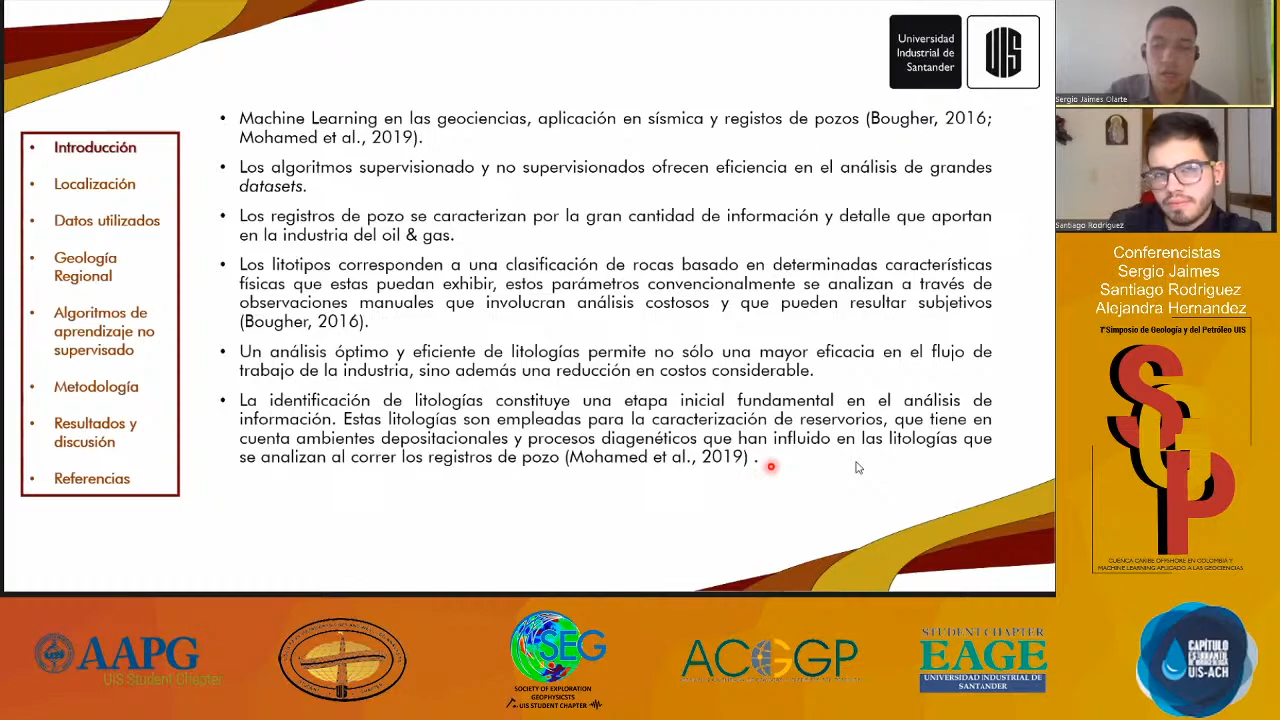 Universidad
Industrial de
Santander
UIS
• Introducción
• Localización
• Datos utilizados
• Geología
Regional
• Algoritmos de
aprendizaje no
supervisado
• Metodología
• Resultados y
discusión
• Referencias
• Machine Learning en las geociencias, aplicación en sísmica y registos de pozos (Bougher, 2016;
Mohamed et al., 2019).
• Los algoritmos supervisionado y no supervisionados ofrecen eficiencia en el análisis de grandes
datasets.
• Los registros de pozo se caracterizan por la gran cantidad de información y detalle que aportan
en la industria del oil & gas.
• Los litotipos corresponden a una clasificación de rocas basado en determinadas características
físicas que estas puedan exhibir, estos parámetros convencionalmente se analizan a través de
observaciones manuales que involucran análisis costosos y que pueden resultar subjetivos
(Bougher, 2016).
• Un análisis óptimo y eficiente de litologías permite no sólo una mayor eficacia en el flujo de
trabajo de la industria, sino además una reducción en costos considerable.
• La identificación de litologías constituye una etapa inicial fundamental en el análisis de
información. Estas litologías son empleadas para la caracterización de reservorios, que tiene en
cuenta ambientes depositacionales y procesos diagenéticos que han influido en las litologías que
se analizan al correr los registros de pozo (Mohamed et al., 2019) .
Sergio Jaimes Olarte
Santiago Rodríguez
Conferencistas
Sergio Jaimes
Santiago Rodriguez
Alejandra Hernandez
1°Simposio de Geología y del Petróleo UIS
SGP
CUENCA CARIBE OFFSHORE EN COLOMBIA Y
MACHINE LEARNING APLICADO A LAS GEOCIENCIAS
AAPG
UIS Student Chapter
UIS
SEG
SOCIETY OF EXPLORATION
GEOPHYSICSTS
UIS STUDENT CHAPTER
ACGGP
STUDENT CHAPTER
EAGE
UNIVERSIDAD INDUSTRIAL DE
SANTANDER
CAPÍTULO
ESTUDIANTIL
DE HIDROGEOLOGÍA
UIS-ACH